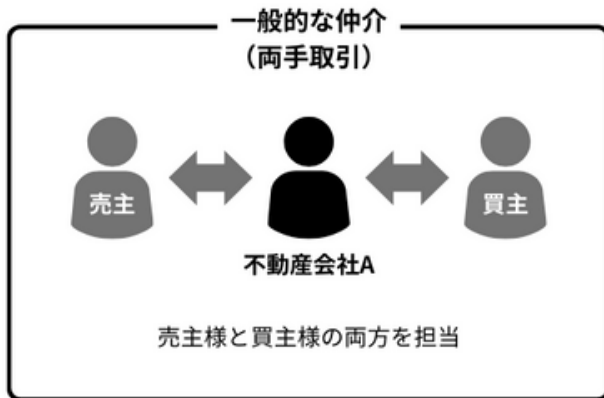 一般的な仲介
（両手取引）
売主
買主
不動産会社A
売主様と買主様の両方を担当